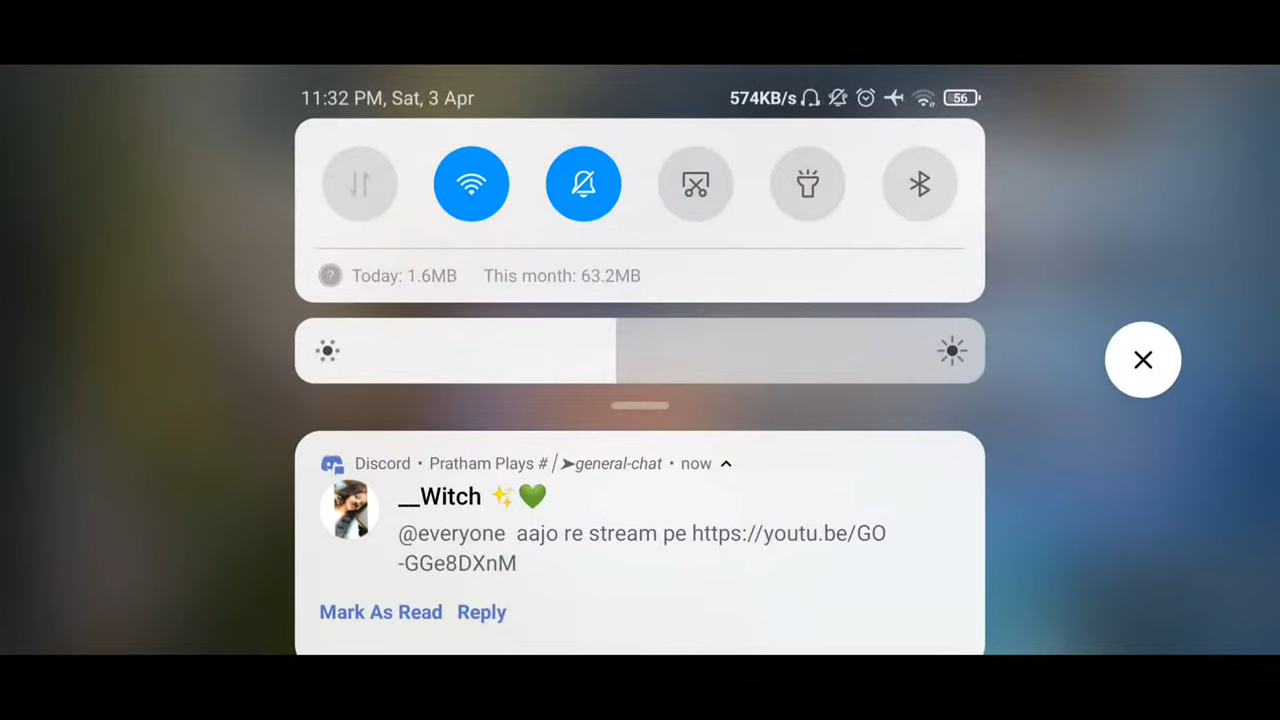 11:32 PM, Sat, 3 Apr 574KB/s 56
Today: 1.6MB This month: 63.2MB
Discord • Pratham Plays # ⎟➤general-chat • now
__Witch ✨💚
@everyone aajo re stream pe https://youtu.be/GO
-GGe8DXnM
Mark As Read Reply